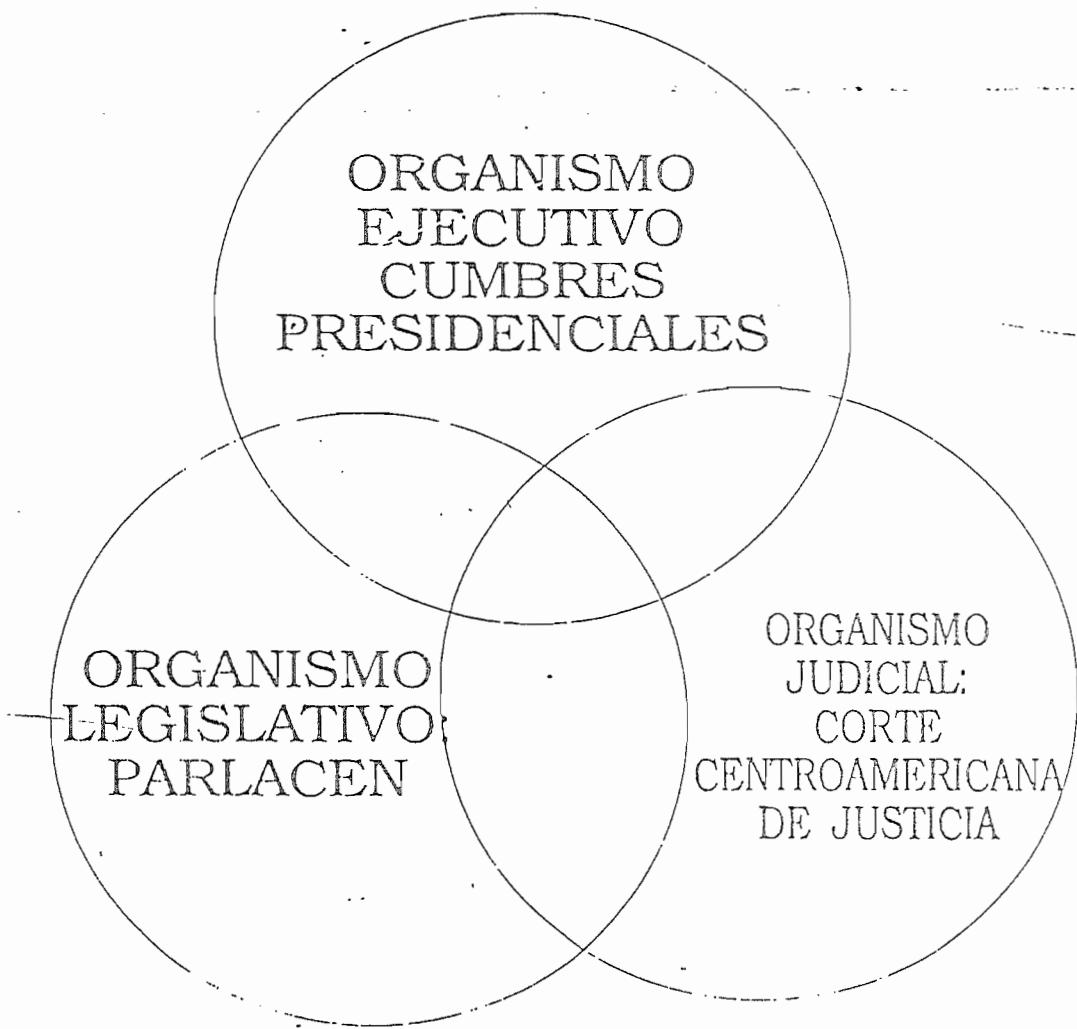 ORGANISMO
EJECUTIVO
CUMBRES
PRESIDENCIALES
ORGANISMO
LEGISLATIVO:
PARLACEN
ORGANISMO
JUDICIAL:
CORTE
CENTROAMERICANA
DE JUSTICIA